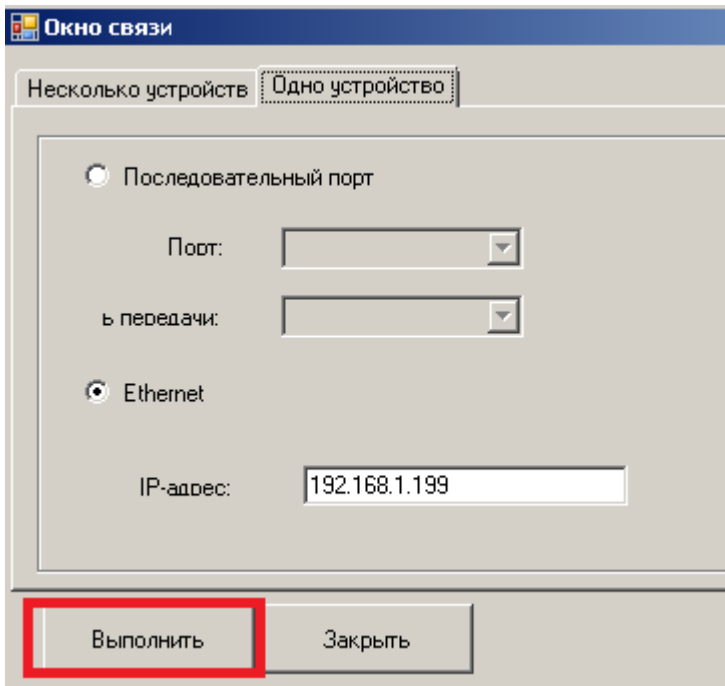 Окно связи
Несколько устройств Одно устройство
Последовательный порт
Порт:
ь передачи:
Ethernet
IP-адрес: 192.168.1.199
Выполнить Закрыть